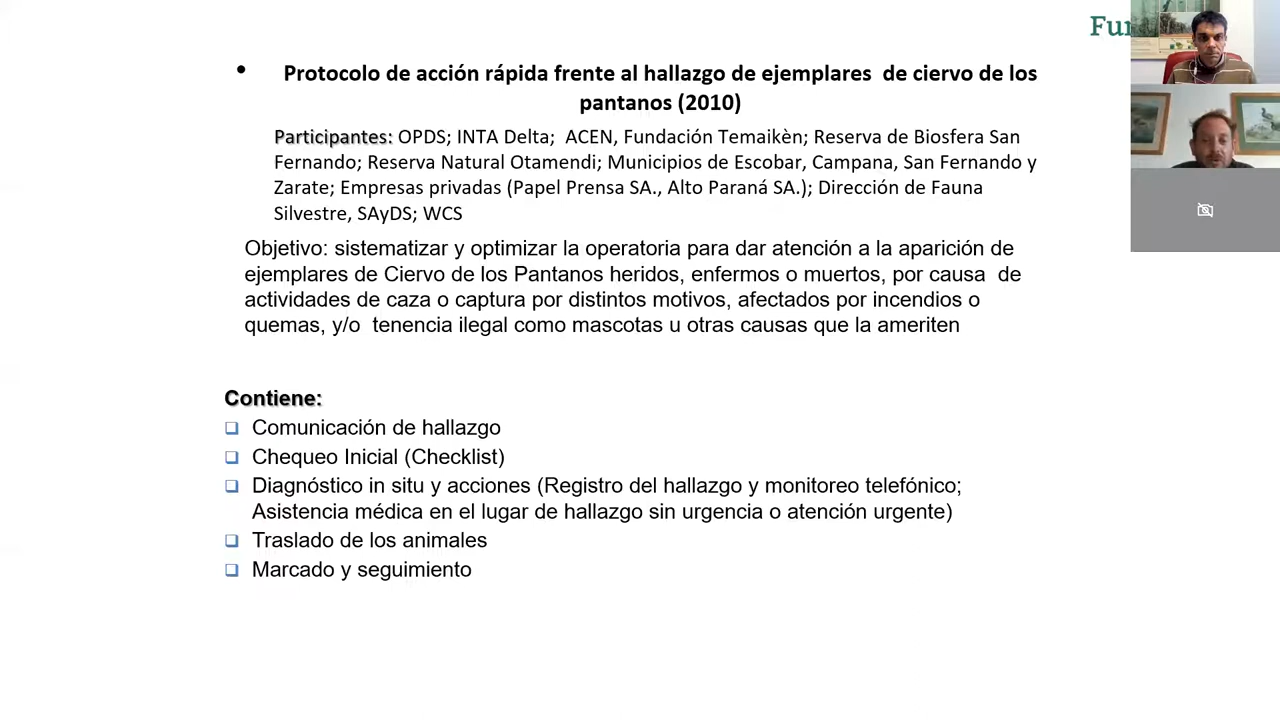 Fun
• Protocolo de acción rápida frente al hallazgo de ejemplares de ciervo de los
pantanos (2010)
Participantes: OPDS; INTA Delta; ACEN, Fundación Temaikèn; Reserva de Biosfera San
Fernando; Reserva Natural Otamendi; Municipios de Escobar, Campana, San Fernando y
Zarate; Empresas privadas (Papel Prensa SA., Alto Paraná SA.); Dirección de Fauna
Silvestre, SAyDS; WCS
Objetivo: sistematizar y optimizar la operatoria para dar atención a la aparición de
ejemplares de Ciervo de los Pantanos heridos, enfermos o muertos, por causa de
actividades de caza o captura por distintos motivos, afectados por incendios o
quemas, y/o tenencia ilegal como mascotas u otras causas que la ameriten
Contiene:
❑ Comunicación de hallazgo
❑ Chequeo Inicial (Checklist)
❑ Diagnóstico in situ y acciones (Registro del hallazgo y monitoreo telefónico;
Asistencia médica en el lugar de hallazgo sin urgencia o atención urgente)
❑ Traslado de los animales
❑ Marcado y seguimiento